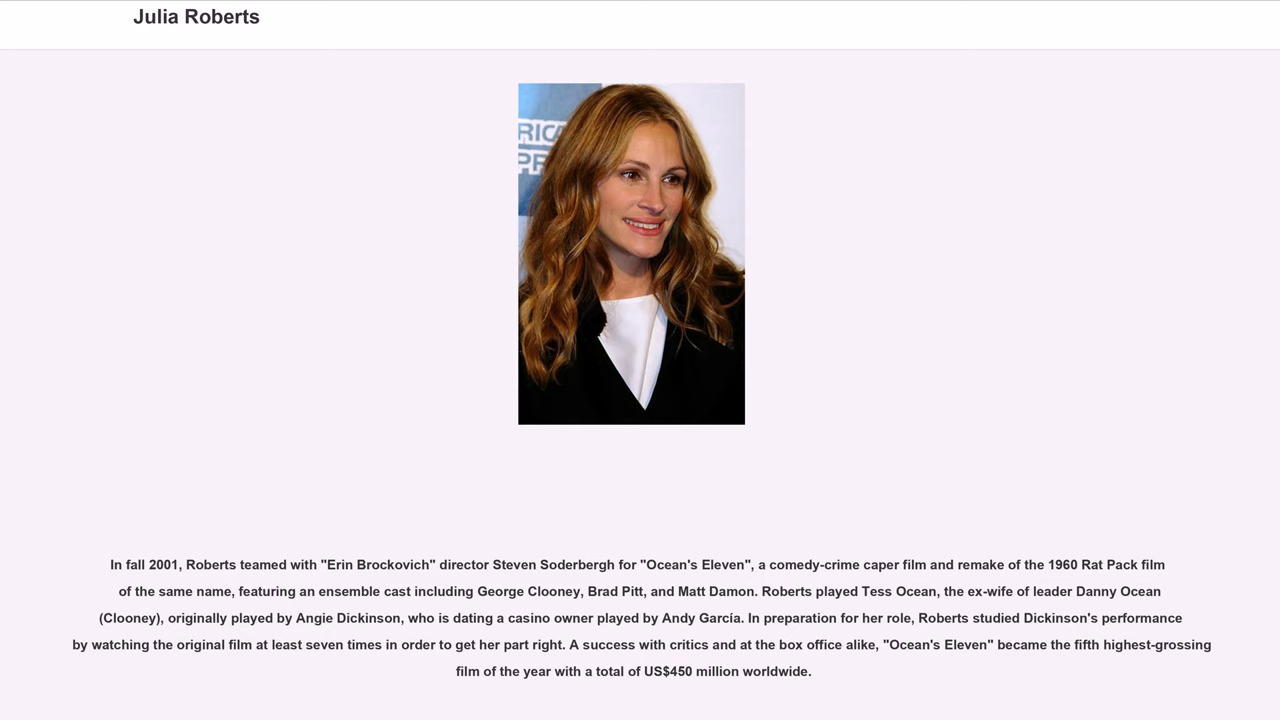 Julia Roberts
RICA
PR
In fall 2001, Roberts teamed with "Erin Brockovich" director Steven Soderbergh for "Ocean's Eleven", a comedy-crime caper film and remake of the 1960 Rat Pack film
of the same name, featuring an ensemble cast including George Clooney, Brad Pitt, and Matt Damon. Roberts played Tess Ocean, the ex-wife of leader Danny Ocean
(Clooney), originally played by Angie Dickinson, who is dating a casino owner played by Andy García. In preparation for her role, Roberts studied Dickinson's performance
by watching the original film at least seven times in order to get her part right. A success with critics and at the box office alike, "Ocean's Eleven" became the fifth highest-grossing
film of the year with a total of US$450 million worldwide.